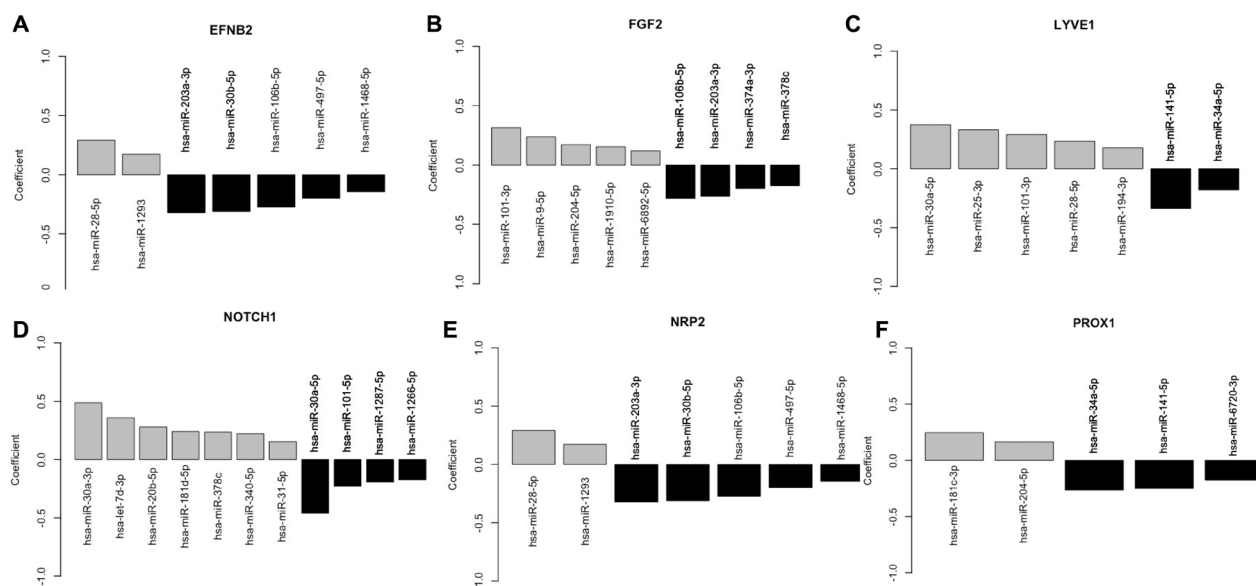 A
EFNB2
Coefficient
1.0
0.5
0.0
-0.5
0
hsa-miR-28-5p
hsa-miR-1293
hsa-miR-203a-3p
hsa-miR-30b-5p
hsa-miR-106b-5p
hsa-miR-497-5p
hsa-miR-1468-5p
B
FGF2
Coefficient
1.0
0.5
0.0
-0.5
1.0
hsa-miR-101-3p
hsa-miR-9-5p
hsa-miR-204-5p
hsa-miR-1910-5p
hsa-miR-6892-5p
hsa-miR-106b-5p
hsa-miR-203a-3p
hsa-miR-374a-3p
hsa-miR-378c
C
LYVE1
Coefficient
1.0
0.5
0.0
-0.5
-1.0
hsa-miR-30a-5p
hsa-miR-25-3p
hsa-miR-101-3p
hsa-miR-28-5p
hsa-miR-194-3p
hsa-miR-141-5p
hsa-miR-34a-5p
D
NOTCH1
Coefficient
1.0
0.5
0.0
-0.5
-1.0
hsa-miR-30a-3p
hsa-let-7d-3p
hsa-miR-20b-5p
hsa-miR-181d-5p
hsa-miR-378c
hsa-miR-340-5p
hsa-miR-31-5p
hsa-miR-30a-5p
hsa-miR-101-5p
hsa-miR-1287-5p
hsa-miR-1266-5p
E
NRP2
Coefficient
1.0
0.5
0.0
-0.5
-1.0
hsa-miR-28-5p
hsa-miR-1293
hsa-miR-203a-3p
hsa-miR-30b-5p
hsa-miR-106b-5p
hsa-miR-497-5p
hsa-miR-1468-5p
F
PROX1
Coefficient
1.0
0.5
0.0
-0.5
-1.0
hsa-miR-181c-3p
hsa-miR-204-5p
hsa-miR-34a-5p
hsa-miR-141-5p
hsa-miR-6720-3p